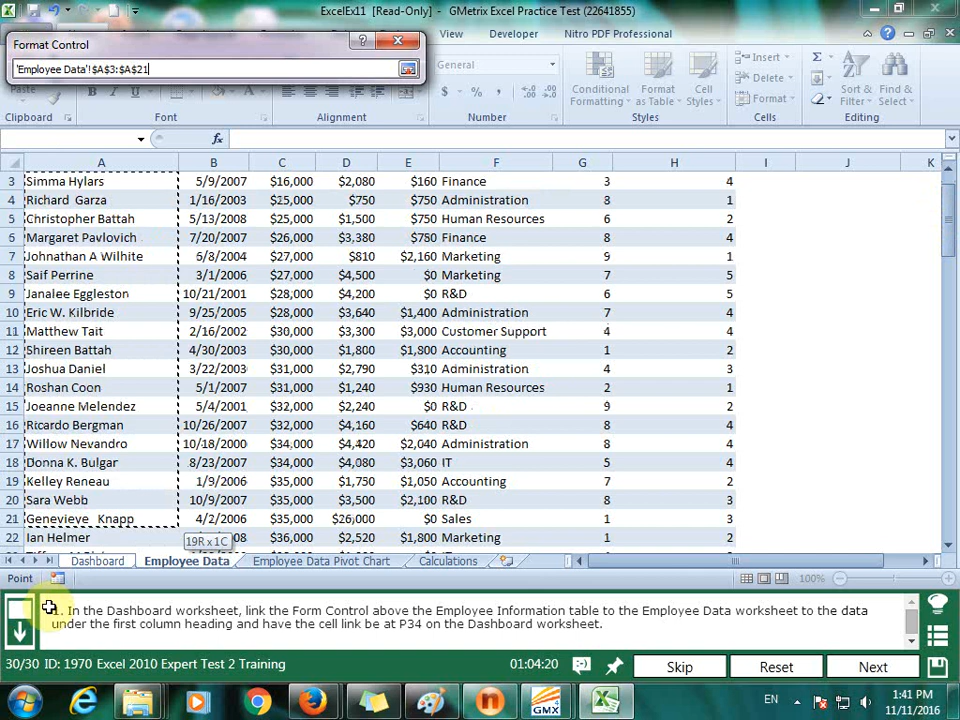 ExcelEx11 [Read-Only] - GMetrix Excel Practice Test (22641855)
View Developer Nitro PDF Professional
Format Control
'Employee Data'!$A$3:$A$21
General
Paste
$ % ,
Conditional Formatting
Format as Table
Cell Styles
Insert
Delete
Format
Sort & Filter
Find & Select
Clipboard Font Alignment Number Styles Cells Editing
fx
A B C D E F G H I J K
3 Simma Hylars 5/9/2007 $16,000 $2,080 $160 Finance 3 4
4 Richard Garza 1/16/2003 $25,000 $750 $750 Administration 8 1
5 Christopher Battah 5/13/2008 $25,000 $1,500 $750 Human Resources 6 2
6 Margaret Pavlovich 7/20/2007 $26,000 $3,380 $780 Finance 8 4
7 Johnathan A Wilhite 5/8/2004 $27,000 $810 $2,160 Marketing 9 1
8 Saif Perrine 3/1/2006 $27,000 $4,500 $0 Marketing 7 5
9 Janalee Eggleston 10/21/2001 $28,000 $4,200 $0 R&D 6 5
10 Eric W. Kilbride 9/25/2005 $28,000 $3,640 $1,400 Administration 7 4
11 Matthew Tait 2/16/2002 $30,000 $3,300 $3,000 Customer Support 4 4
12 Shireen Battah 4/30/2003 $30,000 $1,800 $1,800 Accounting 1 2
13 Joshua Daniel 3/22/2003 $31,000 $2,790 $310 Administration 4 3
14 Roshan Coon 5/1/2007 $31,000 $1,240 $930 Human Resources 2 1
15 Joeanne Melendez 5/4/2001 $32,000 $2,240 $0 R&D 9 2
16 Ricardo Bergman 10/26/2007 $32,000 $4,160 $640 R&D 8 4
17 Willow Nevandro 10/18/2000 $34,000 $4,420 $2,040 Administration 8 4
18 Donna K. Bulgar 8/23/2007 $34,000 $4,080 $3,060 IT 5 4
19 Kelley Reneau 1/9/2006 $35,000 $1,750 $1,050 Accounting 7 2
20 Sara Webb 10/9/2007 $35,000 $3,500 $2,100 R&D 8 3
21 Genevieve Knapp 4/2/2006 $35,000 $26,000 $0 Sales 1 3
22 Ian Helmer 08 $36,000 $2,520 $1,800 Marketing 1 2
19R x 1C
Dashboard Employee Data Employee Data Pivot Chart Calculations
Point 100%
1. In the Dashboard worksheet, link the Form Control above the Employee Information table to the Employee Data worksheet to the data
under the first column heading and have the cell link be at P34 on the Dashboard worksheet.
30/30 ID: 1970 Excel 2010 Expert Test 2 Training 01:04:20 Skip Reset Next
GMX
EN
1:41 PM
11/11/2016